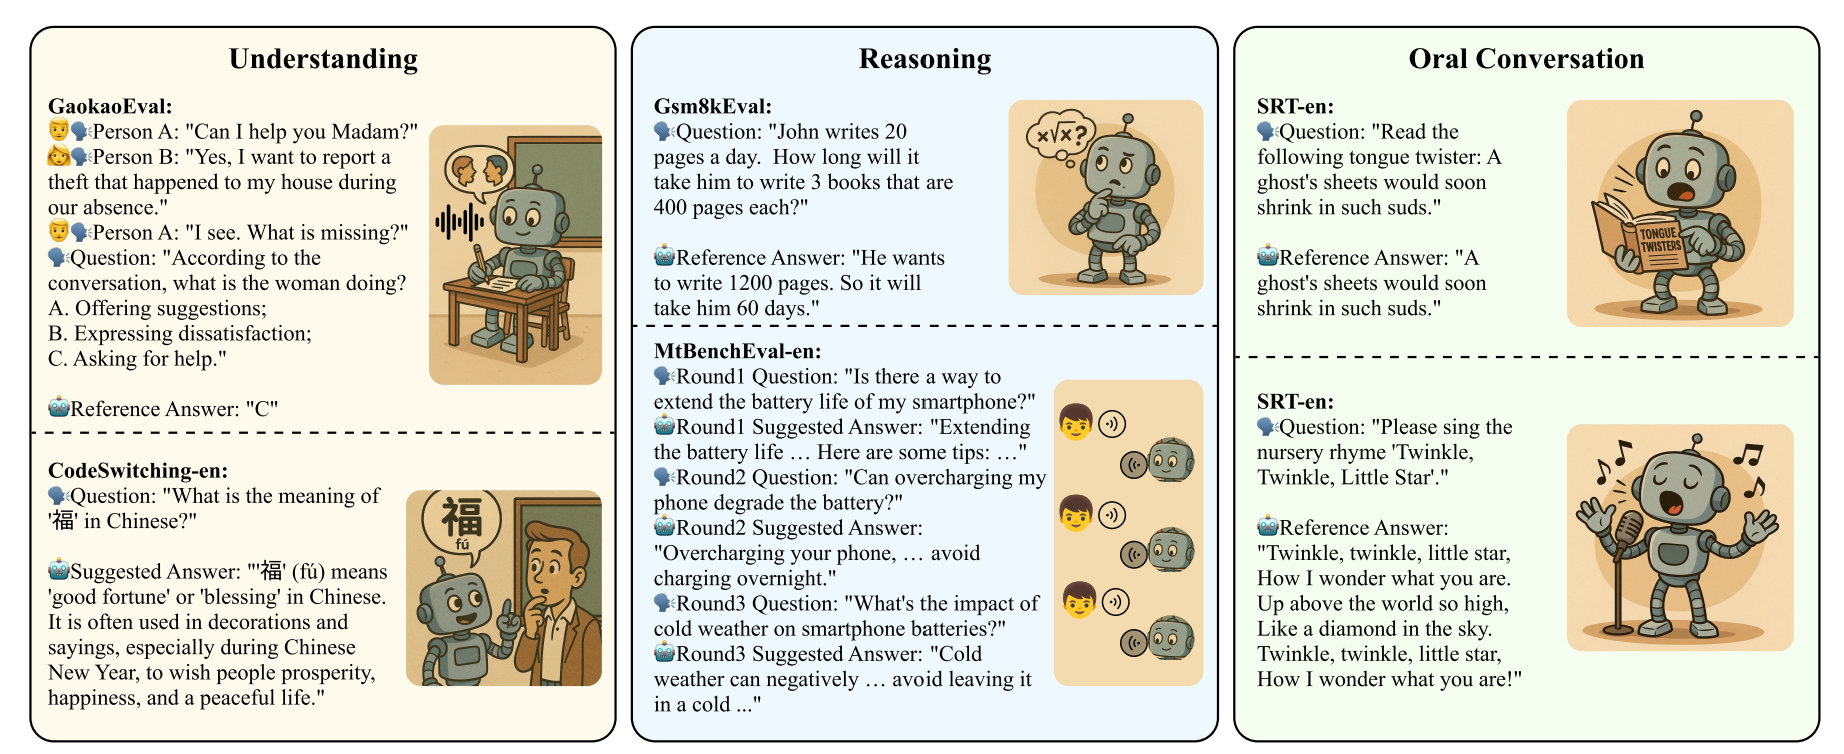 Understanding
GaokaoEval:
Person A: "Can I help you Madam?"
Person B: "Yes, I want to report a
theft that happened to my house during
our absence."
Person A: "I see. What is missing?"
Question: "According to the
conversation, what is the woman doing?
A. Offering suggestions;
B. Expressing dissatisfaction;
C. Asking for help."
Reference Answer: "C"
CodeSwitching-en:
Question: "What is the meaning of
'福' in Chinese?"
Suggested Answer: "'福' (fú) means
'good fortune' or 'blessing' in Chinese.
It is often used in decorations and
sayings, especially during Chinese
New Year, to wish people prosperity,
happiness, and a peaceful life."
福
fú
Reasoning
Gsm8kEval:
Question: "John writes 20
pages a day.  How long will it
take him to write 3 books that are
400 pages each?"
Reference Answer: "He wants
to write 1200 pages. So it will
take him 60 days."
x√x?
MtBenchEval-en:
Round1 Question: "Is there a way to
extend the battery life of my smartphone?"
Round1 Suggested Answer: "Extending
the battery life … Here are some tips: …"
Round2 Question: "Can overcharging my
phone degrade the battery?"
Round2 Suggested Answer:
"Overcharging your phone, … avoid
charging overnight."
Round3 Question: "What's the impact of
cold weather on smartphone batteries?"
Round3 Suggested Answer: "Cold
weather can negatively … avoid leaving it
in a cold ..."
Oral Conversation
SRT-en:
Question: "Read the
following tongue twister: A
ghost's sheets would soon
shrink in such suds."
Reference Answer: "A
ghost's sheets would soon
shrink in such suds."
TONGUE
TWISTERS
SRT-en:
Question: "Please sing the
nursery rhyme 'Twinkle,
Twinkle, Little Star'."
Reference Answer:
"Twinkle, twinkle, little star,
How I wonder what you are.
Up above the world so high,
Like a diamond in the sky.
Twinkle, twinkle, little star,
How I wonder what you are!"